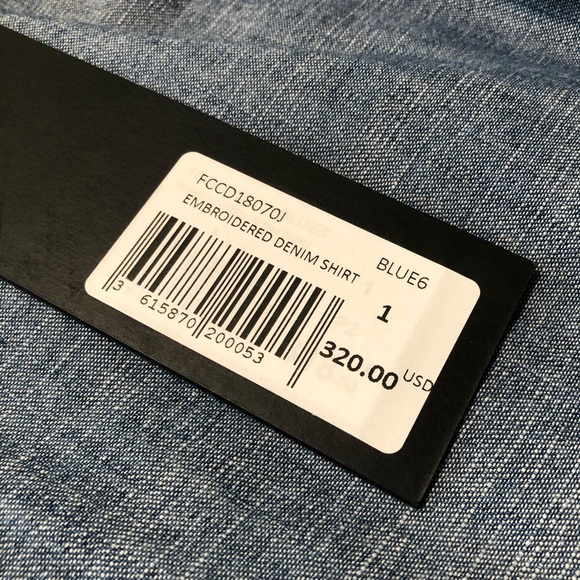 FCCD18070J
EMBROIDERED DENIM SHIRT
BLUE6
1
3 615870 200053
320.00 USD